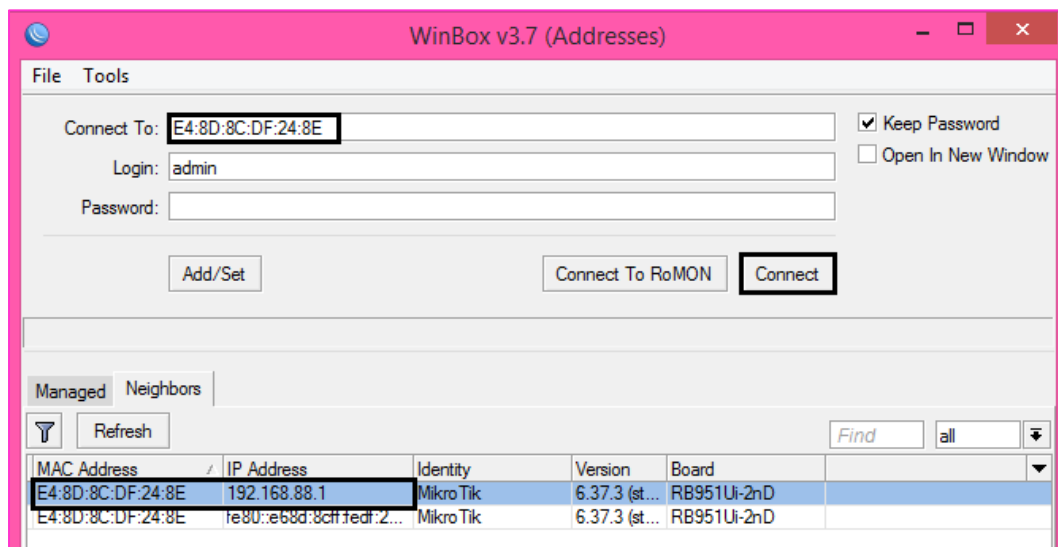 WinBox v3.7 (Addresses)
File Tools
Connect To: E4:8D:8C:DF:24:8E
Keep Password
Open In New Window
Login: admin
Password:
Add/Set Connect To RoMON Connect
Managed Neighbors
Refresh Find all
MAC Address IP Address Identity Version Board
E4:8D:8C:DF:24:8E 192.168.88.1 MikroTik 6.37.3 (st... RB951Ui-2nD
E4:8D:8C:DF:24:8E fe80::e68d:8cff:fedf:2... MikroTik 6.37.3 (st... RB951Ui-2nD